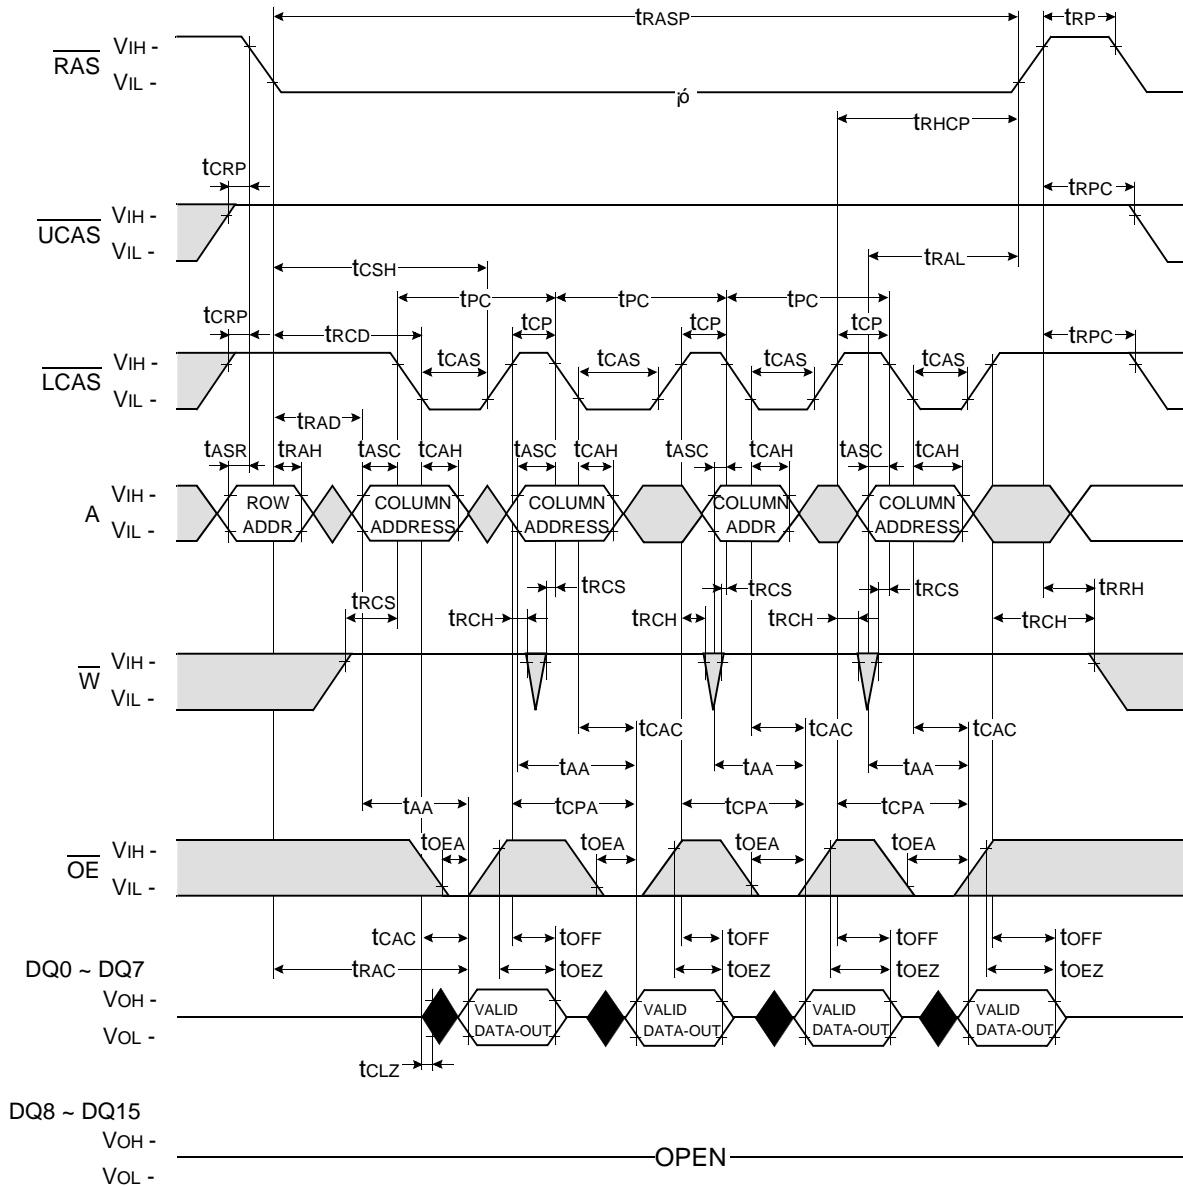 tRASP tRP
RAS VIH -
VIL -
¡ó
tRHCP
tCRP tRPC
UCAS VIH -
VIL -
tCSH tRAL
tPC tPC tPC
tCRP tRCD tCP tCP tCP tRPC
LCAS VIH - tCAS tCAS tCAS tCAS
VIL -
tRAD
tASR tRAH tASC tCAH tASC tCAH tASC tCAH tASC tCAH
A VIH - ROW COLUMN COLUMN COLUMN COLUMN
VIL - ADDR ADDRESS ADDRESS ADDR ADDRESS
tRCS tRCS tRCS tRCS tRRH
tRCH tRCH tRCH tRCH
W VIH -
VIL -
tCAC tCAC tCAC
tAA tAA tAA
tAA tCPA tCPA tCPA
OE VIH - tOEA tOEA tOEA tOEA
VIL -
tCAC tOFF tOFF tOFF tOFF
DQ0 ~ DQ7 tRAC tOEZ tOEZ tOEZ tOEZ
VOH - VALID VALID VALID VALID
VOL - DATA-OUT DATA-OUT DATA-OUT DATA-OUT
tCLZ
DQ8 ~ DQ15
VOH -
OPEN
VOL -